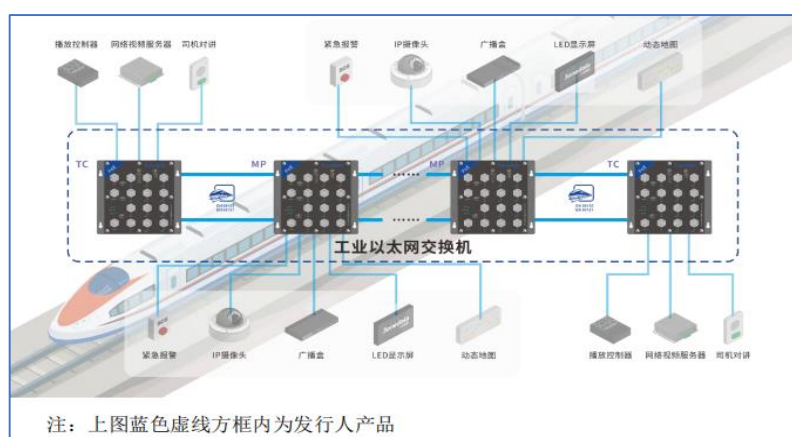 播放控制器 网络视频服务器 司机对讲
紧急报警 IP摄像头 广播盒 LED显示屏 动态地图
TC MP …… MP TC
……
工业以太网交换机
紧急报警 IP摄像头 广播盒 LED显示屏 动态地图
播放控制器 网络视频服务器 司机对讲
注：上图蓝色虚线方框内为发行人产品